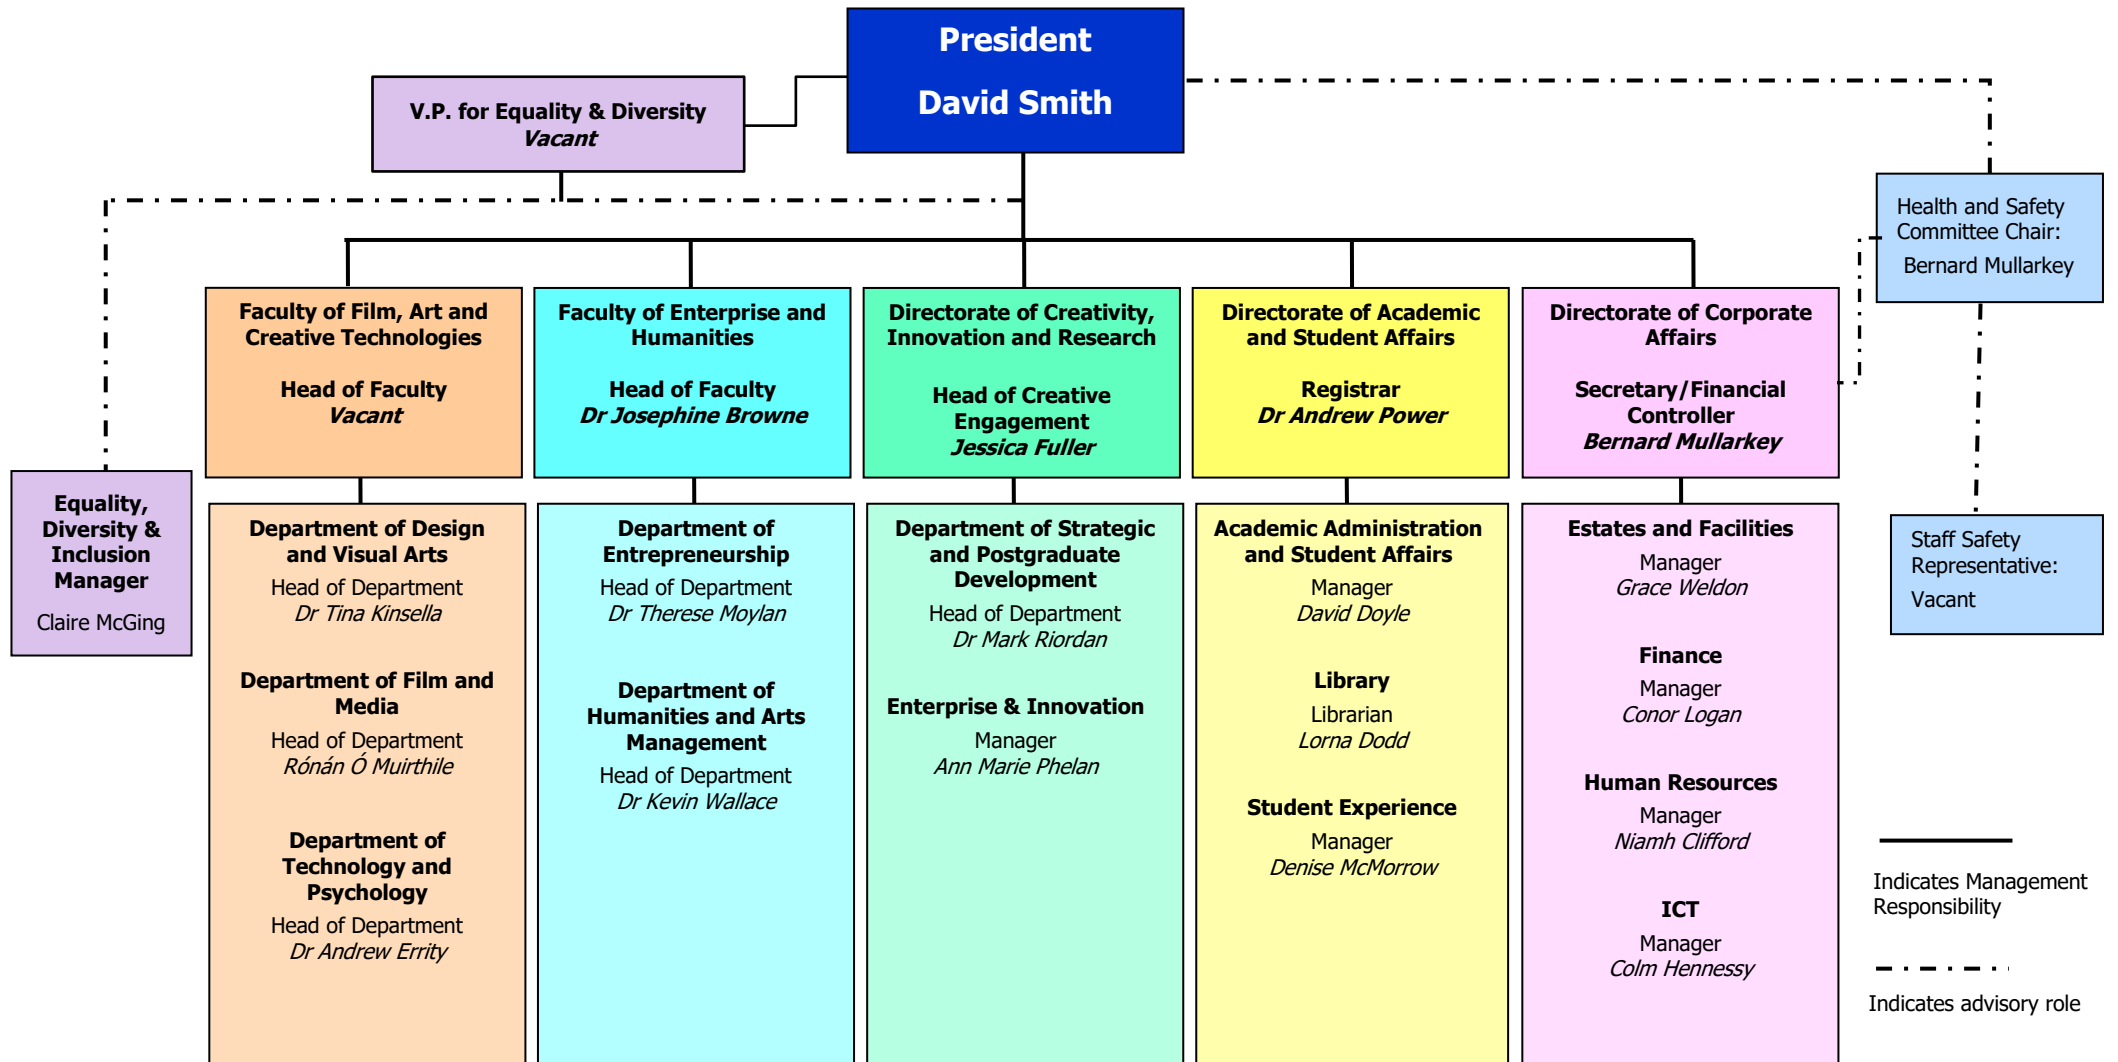 President
David Smith
V.P. for Equality & Diversity
Vacant
Health and Safety
Committee Chair:
Bernard Mullarkey
Faculty of Film, Art and
Creative Technologies
Head of Faculty
Vacant
Faculty of Enterprise and
Humanities
Head of Faculty
Dr Josephine Browne
Directorate of Creativity,
Innovation and Research
Head of Creative
Engagement
Jessica Fuller
Directorate of Academic
and Student Affairs
Registrar
Dr Andrew Power
Directorate of Corporate
Affairs
Secretary/Financial
Controller
Bernard Mullarkey
Equality,
Diversity &
Inclusion
Manager
Claire McGing
Department of Design
and Visual Arts
Head of Department
Dr Tina Kinsella
Department of Film and
Media
Head of Department
Rónán Ó Muirthile
Department of
Technology and
Psychology
Head of Department
Dr Andrew Errity
Department of
Entrepreneurship
Head of Department
Dr Therese Moylan
Department of
Humanities and Arts
Management
Head of Department
Dr Kevin Wallace
Department of Strategic
and Postgraduate
Development
Head of Department
Dr Mark Riordan
Enterprise & Innovation
Manager
Ann Marie Phelan
Academic Administration
and Student Affairs
Manager
David Doyle
Library
Librarian
Lorna Dodd
Student Experience
Manager
Denise McMorrow
Estates and Facilities
Manager
Grace Weldon
Finance
Manager
Conor Logan
Human Resources
Manager
Niamh Clifford
ICT
Manager
Colm Hennessy
Staff Safety
Representative:
Vacant
Indicates Management
Responsibility
Indicates advisory role